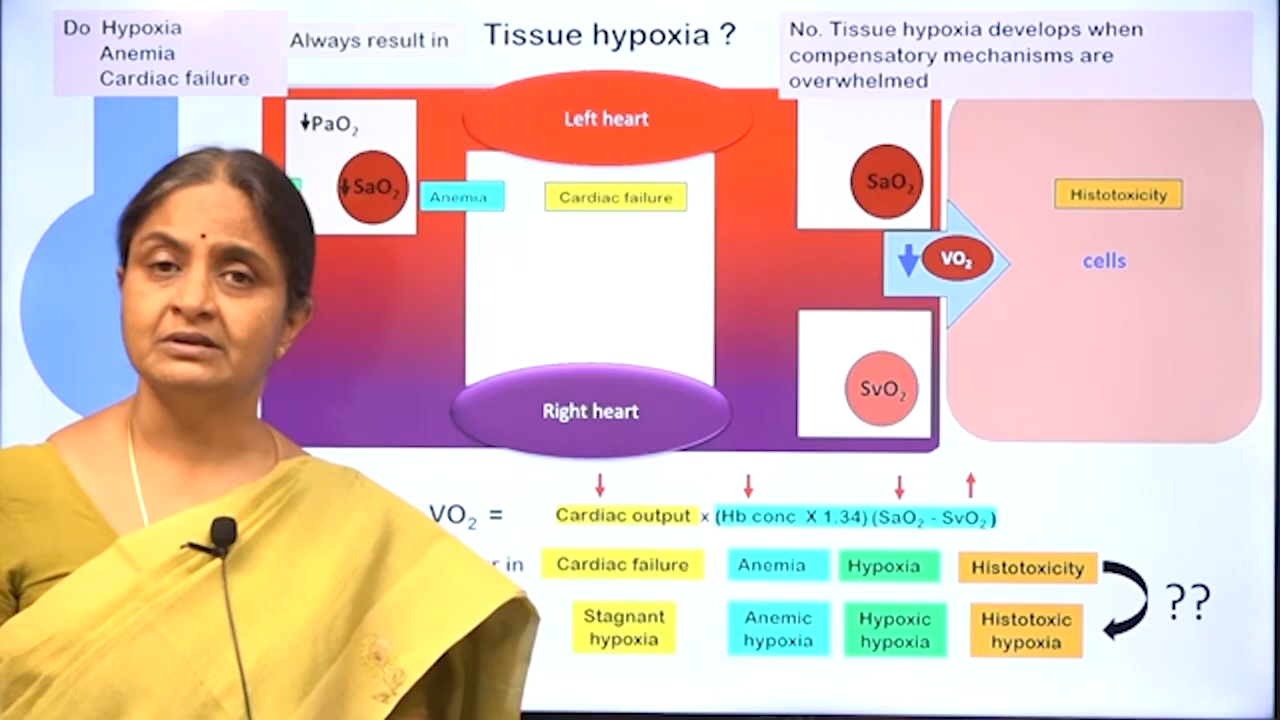 Do Hypoxia
Anemia
Cardiac failure
Always result in
Tissue hypoxia ?
No. Tissue hypoxia develops when
compensatory mechanisms are
overwhelmed
↓PaO₂
↓SaO₂
Anemia
Left heart
Cardiac failure
SaO₂
Histotoxicity
↓ VO₂
cells
Right heart
SvO₂
VO₂ = Cardiac output x (Hb conc X 1.34) (SaO₂ - SvO₂)
in
Cardiac failure
Anemia
Hypoxia
Histotoxicity
??
Stagnant
hypoxia
Anemic
hypoxia
Hypoxic
hypoxia
Histotoxic
hypoxia